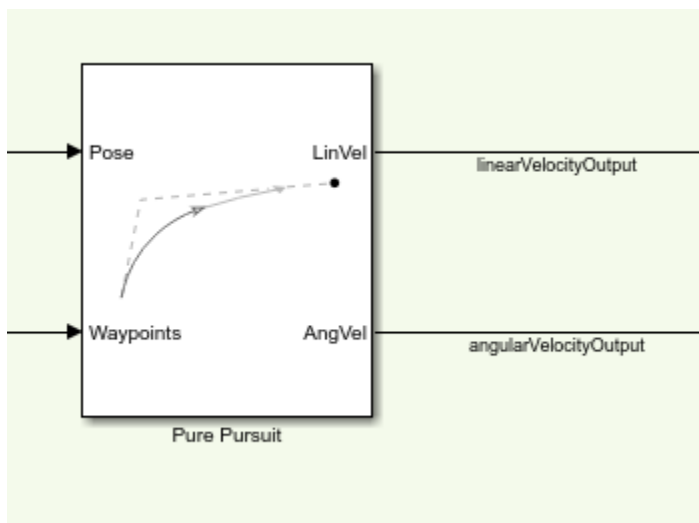 Pose
LinVel
linearVelocityOutput
Waypoints
AngVel
angularVelocityOutput
Pure Pursuit